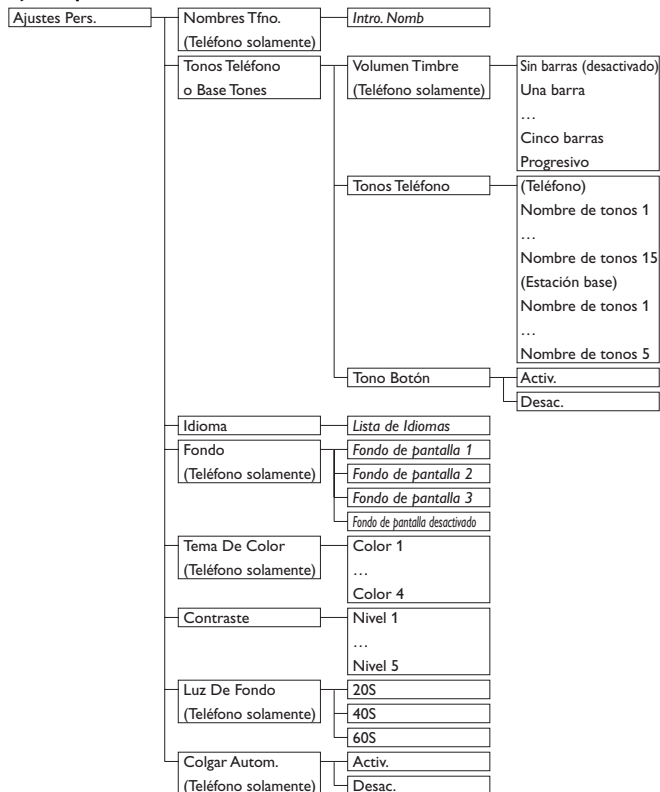 Ajustes Pers.
Nombres Tfno.
(Teléfono solamente)
Intro. Nomb
Tonos Teléfono
o Base Tones
Volumen Timbre
(Teléfono solamente)
Sin barras (desactivado)
Una barra
…
Cinco barras
Progresivo
Tonos Teléfono
(Teléfono)
Nombre de tonos 1
…
Nombre de tonos 15
(Estación base)
Nombre de tonos 1
…
Nombre de tonos 5
Tono Botón
Activ.
Desac.
Idioma
Lista de Idiomas
Fondo
(Teléfono solamente)
Fondo de pantalla 1
Fondo de pantalla 2
Fondo de pantalla 3
Fondo de pantalla desactivado
Tema De Color
(Teléfono solamente)
Color 1
…
Color 4
Contraste
Nivel 1
…
Nivel 5
Luz De Fondo
(Teléfono solamente)
20S
40S
60S
Colgar Autom.
(Teléfono solamente)
Activ.
Desac.